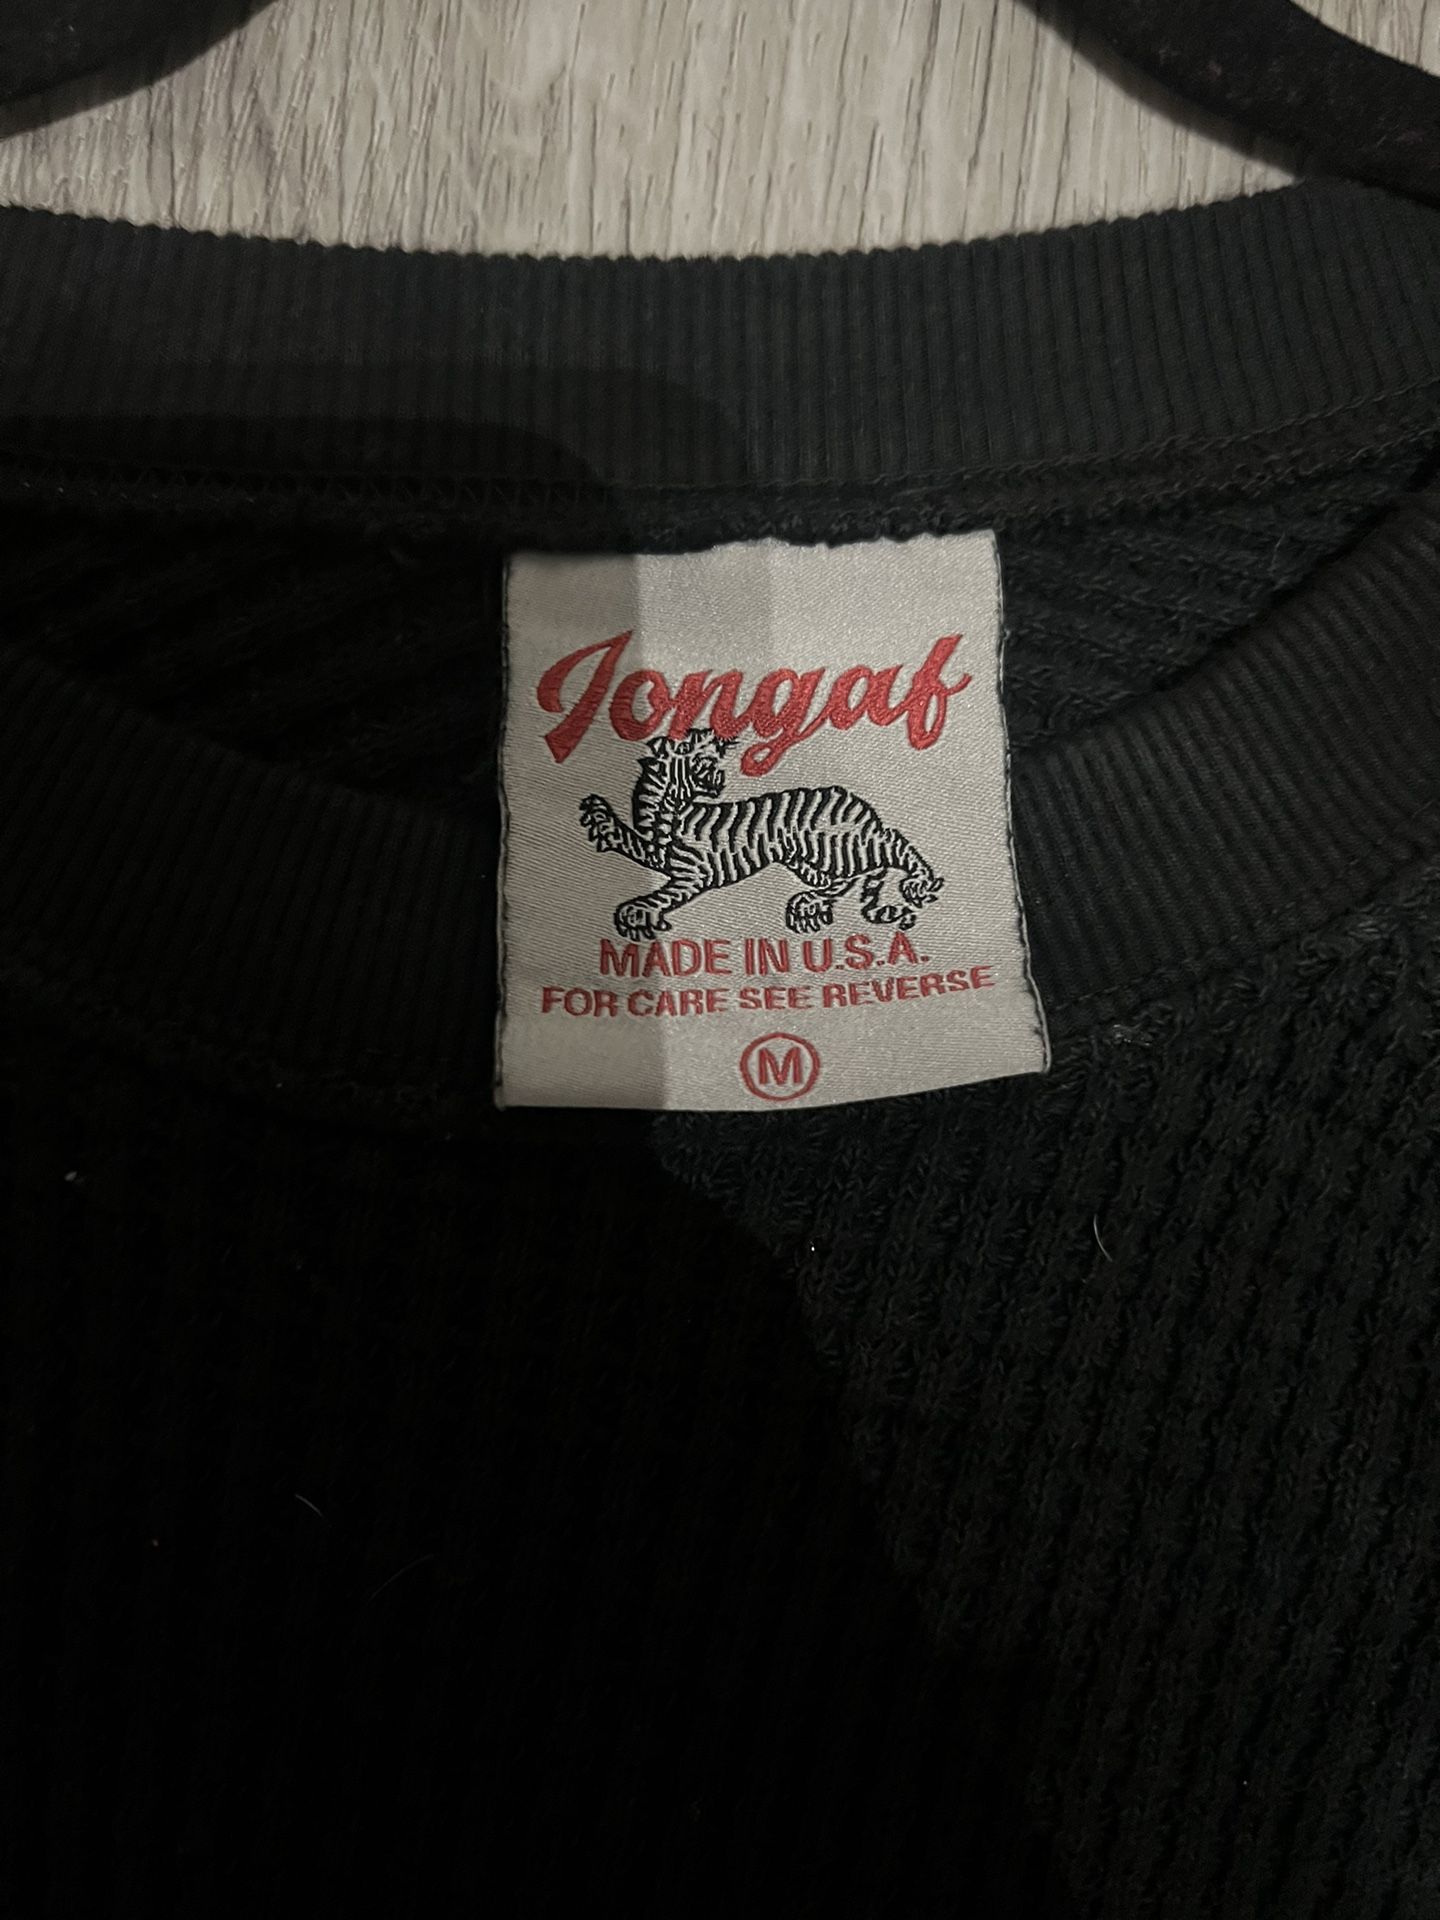 Jongaf
MADE IN U.S.A.
FOR CARE SEE REVERSE
M